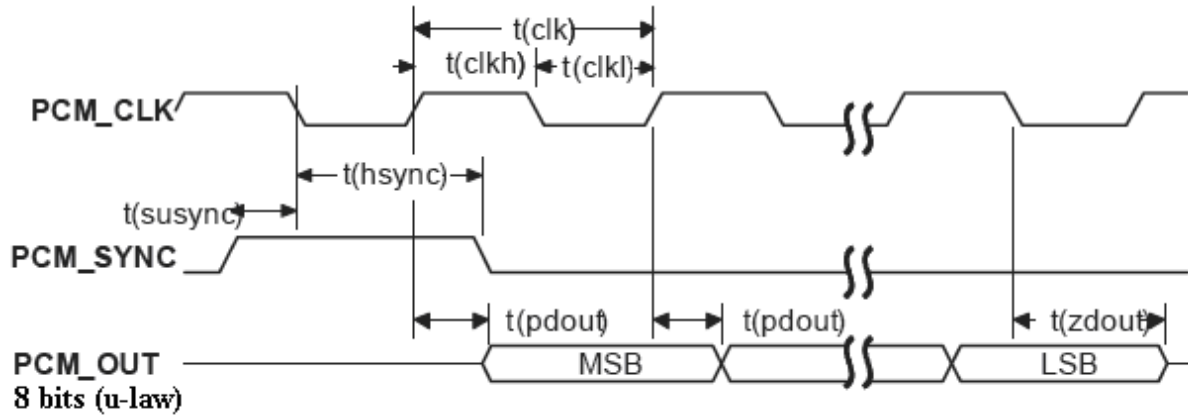 t(clk)
t(clkh) t(clkl)
PCM_CLK
t(hsync)
t(susync)
PCM_SYNC
t(pdout) t(pdout) t(zdout)
PCM_OUT MSB LSB
8 bits (u-law)